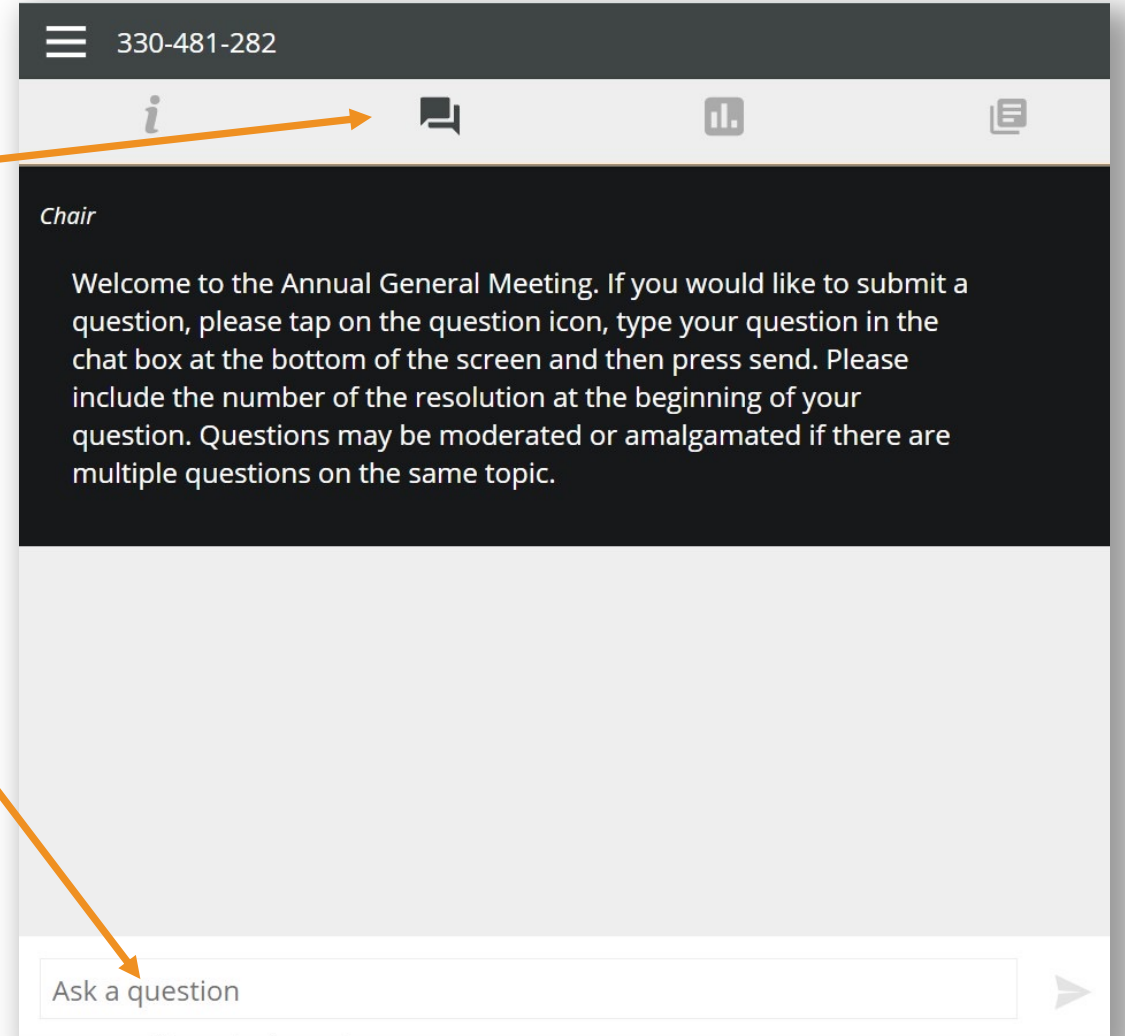 330-481-282
Chair
Welcome to the Annual General Meeting. If you would like to submit a
question, please tap on the question icon, type your question in the
chat box at the bottom of the screen and then press send. Please
include the number of the resolution at the beginning of your
question. Questions may be moderated or amalgamated if there are
multiple questions on the same topic.
Ask a question